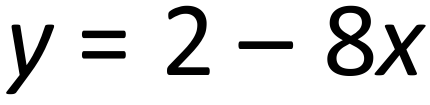 y = 2 − 8x